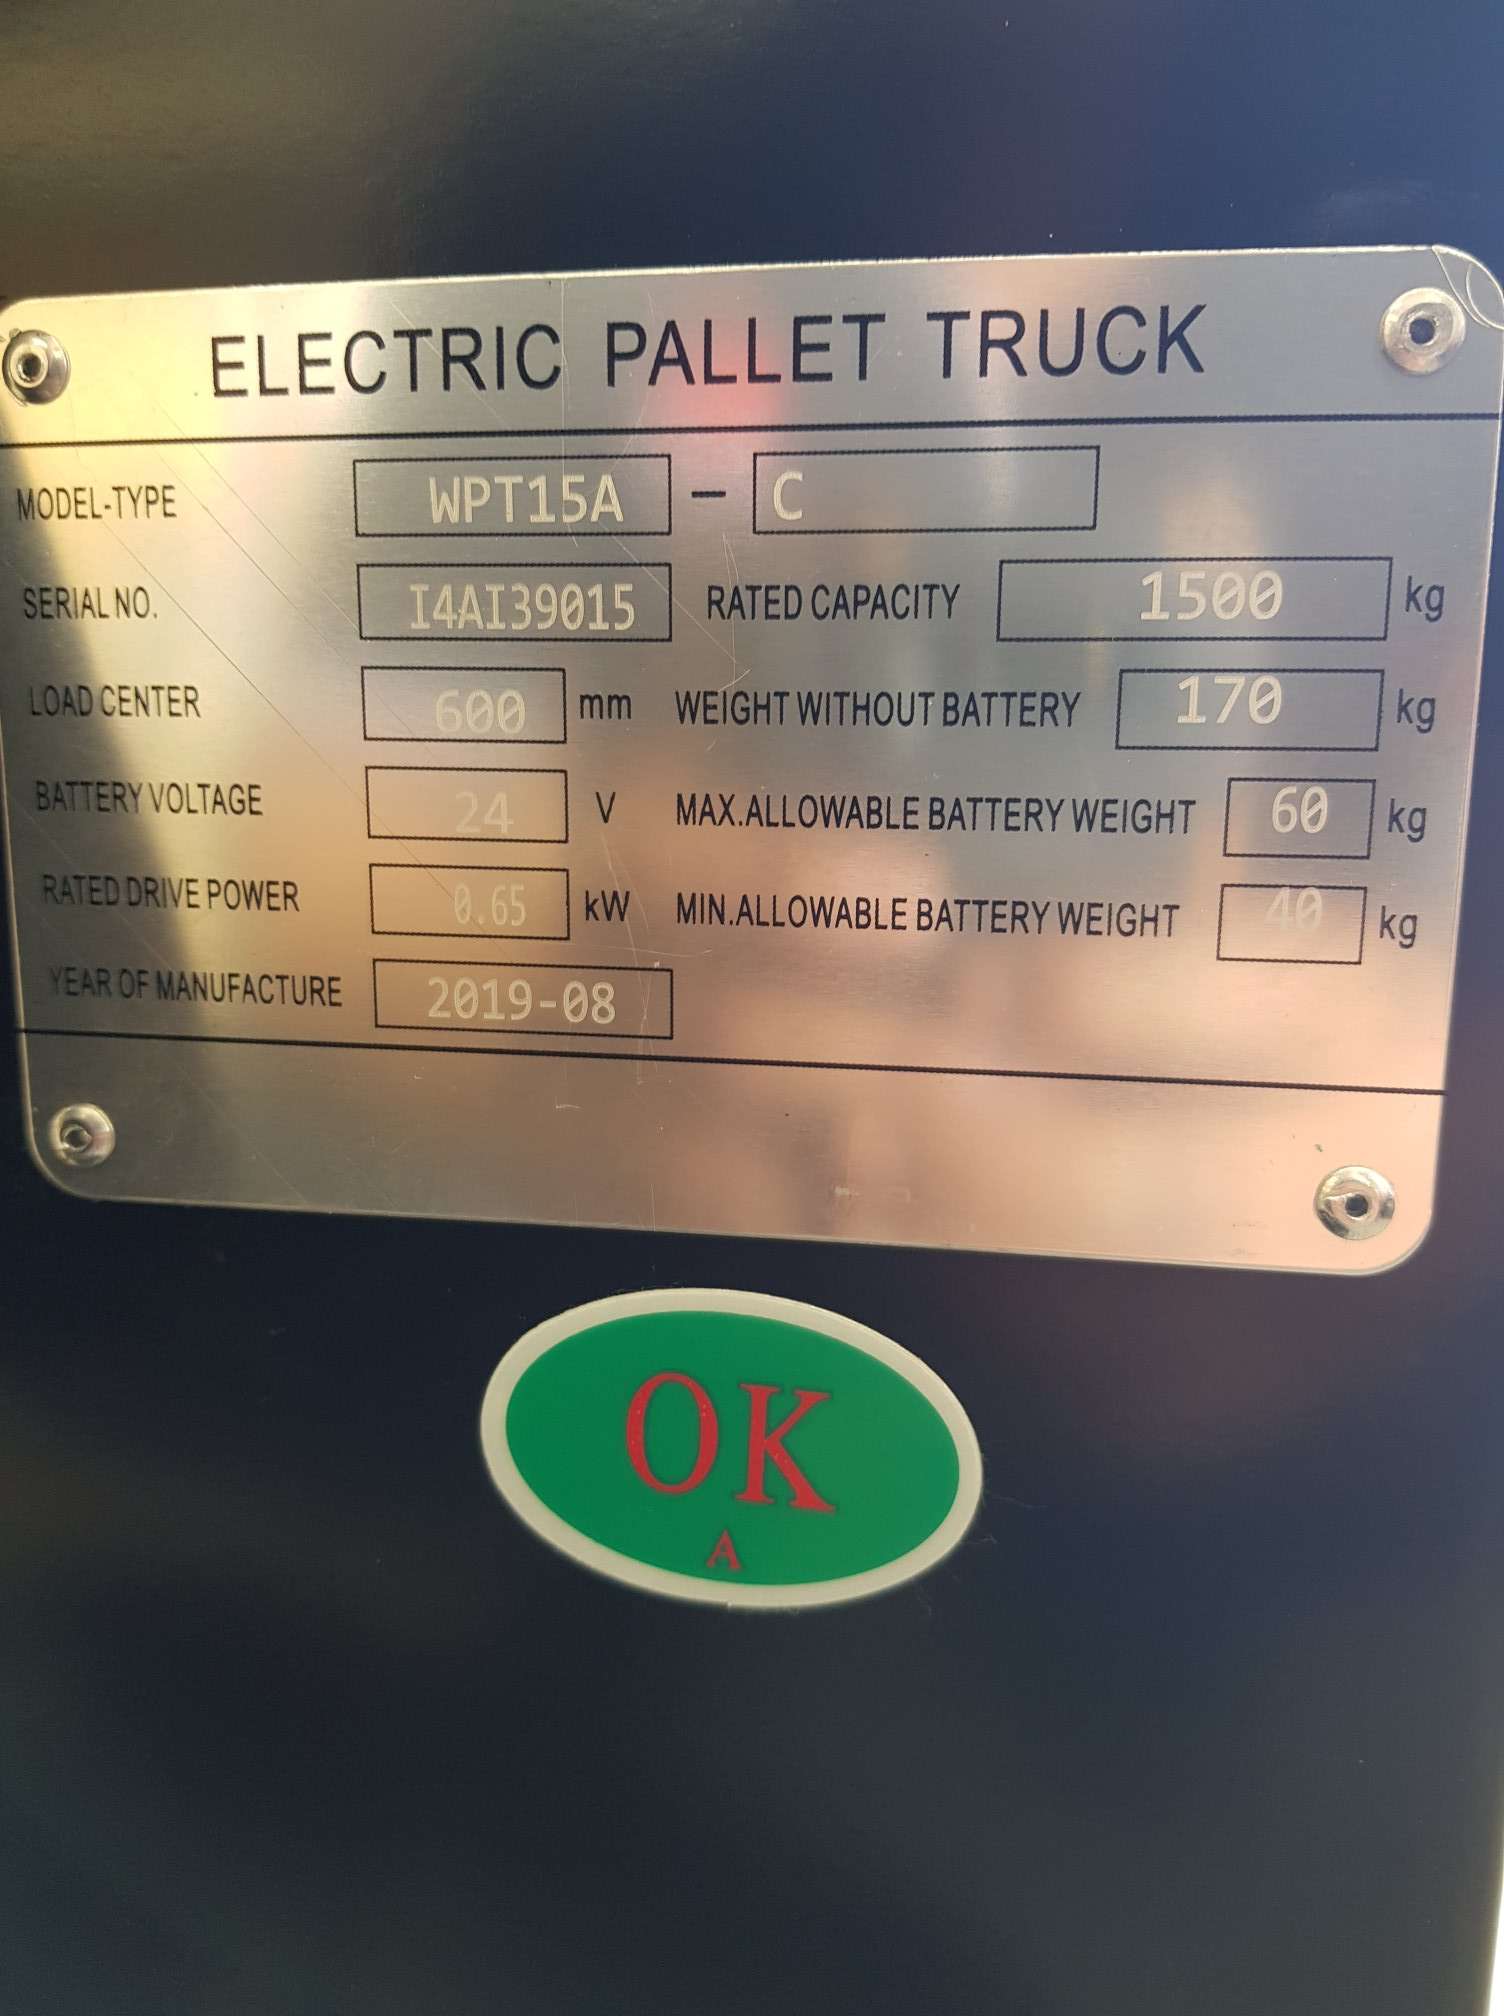 ELECTRIC PALLET TRUCK
MODEL-TYPE WPT15A - C
SERIAL NO. I4AI39015 RATED CAPACITY 1500 kg
LOAD CENTER 600 mm WEIGHT WITHOUT BATTERY 170 kg
BATTERY VOLTAGE 24 V MAX.ALLOWABLE BATTERY WEIGHT 60 kg
RATED DRIVE POWER 0.65 kW MIN.ALLOWABLE BATTERY WEIGHT 40 kg
YEAR OF MANUFACTURE 2019-08
OK
A